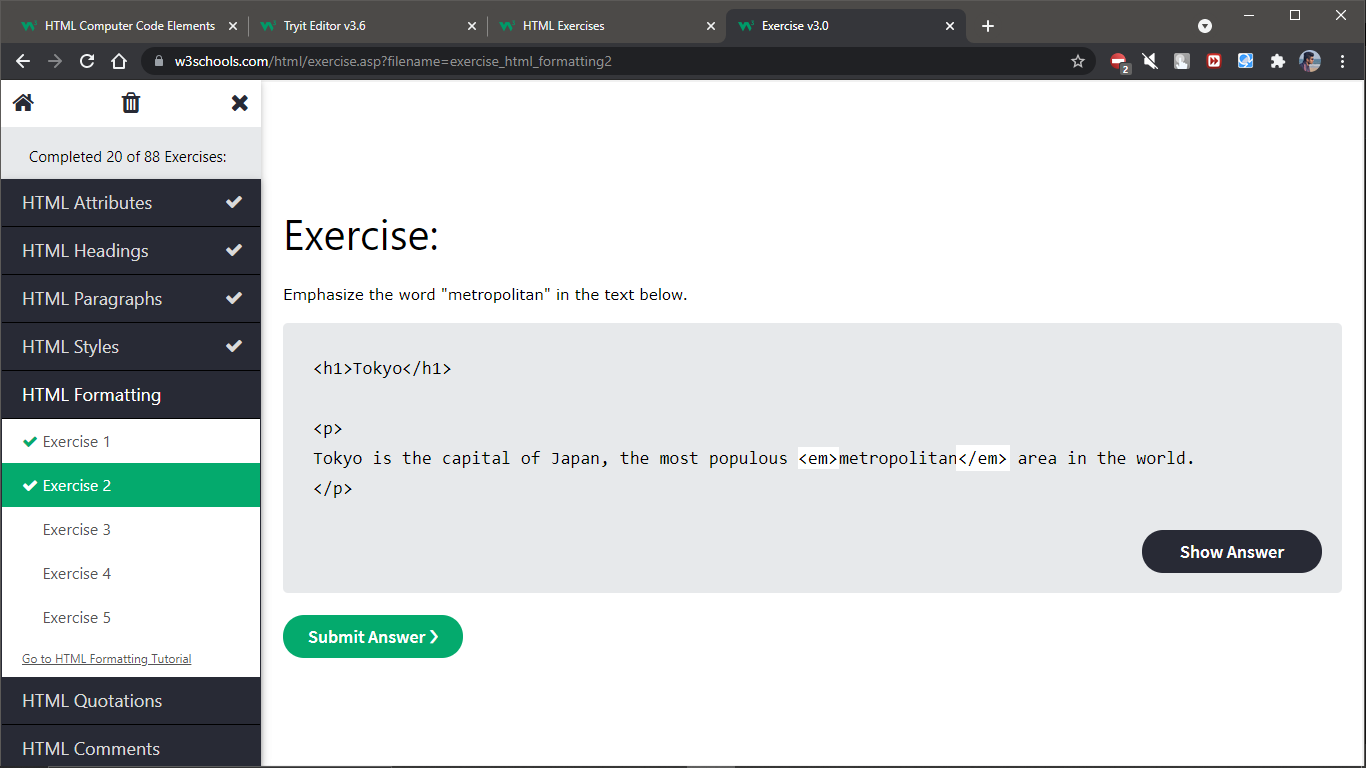 HTML Computer Code Elements
Tryit Editor v3.6
HTML Exercises
Exercise v3.0
w3schools.com/html/exercise.asp?filename=exercise_html_formatting2
2
Completed 20 of 88 Exercises:
HTML Attributes
HTML Headings
HTML Paragraphs
HTML Styles
HTML Formatting
Exercise 1
Exercise 2
Exercise 3
Exercise 4
Exercise 5
Go to HTML Formatting Tutorial
HTML Quotations
HTML Comments
Exercise:
Emphasize the word "metropolitan" in the text below.
<h1>Tokyo</h1>
<p>
Tokyo is the capital of Japan, the most populous <em>metropolitan</em> area in the world.
</p>
Show Answer
Submit Answer ❯